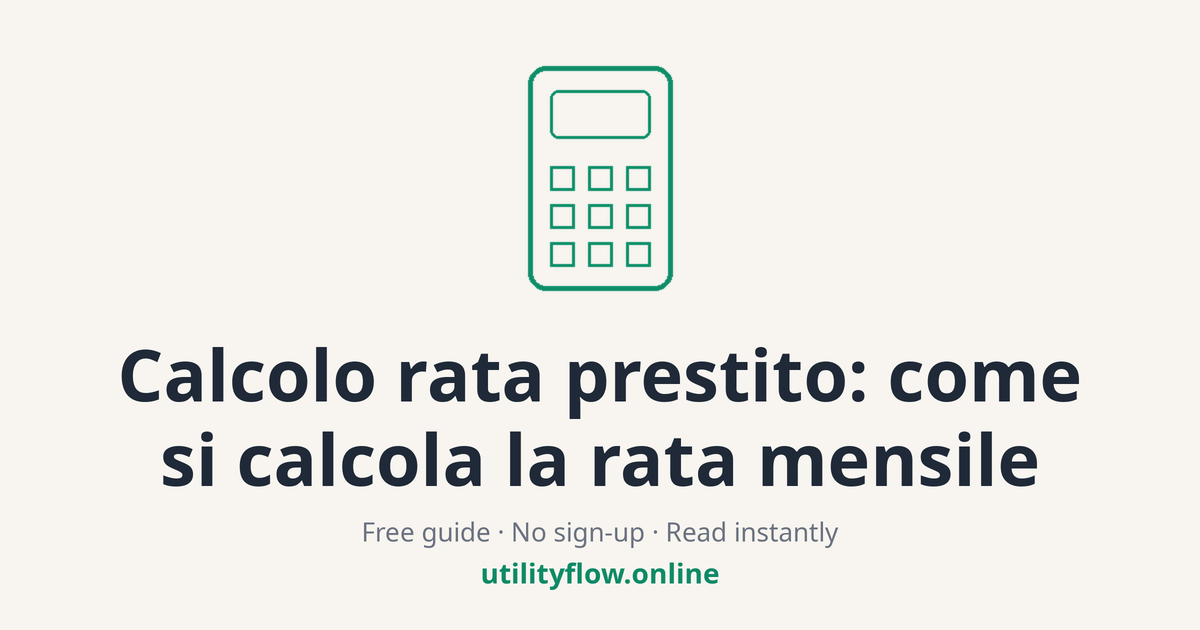 Calcolo rata prestito: come
si calcola la rata mensile
Free guide · No sign-up · Read instantly
utilityflow.online